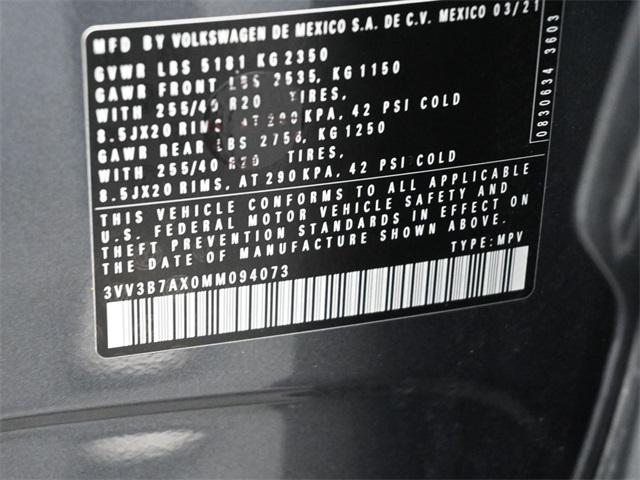 MFD BY VOLKSWAGEN DE MEXICO S.A. DE C.V. MEXICO 03/21
GVWR LBS 5181 KG 2350
GAWR FRONT LBS 2535, KG 1150
WITH 255/40 R20 TIRES,
8.5JX20 RIMS, AT 290 KPA, 42 PSI COLD
GAWR REAR LBS 2756, KG 1250
WITH 255/40 R20 TIRES,
8.5JX20 RIMS, AT 290 KPA, 42 PSI COLD
THIS VEHICLE CONFORMS TO ALL APPLICABLE
U.S. FEDERAL MOTOR VEHICLE SAFETY AND
THEFT PREVENTION STANDARDS IN EFFECT ON
THE DATE OF MANUFACTURE SHOWN ABOVE.
TYPE: MPV
3VV3B7AX0MM094073
0830634 3603